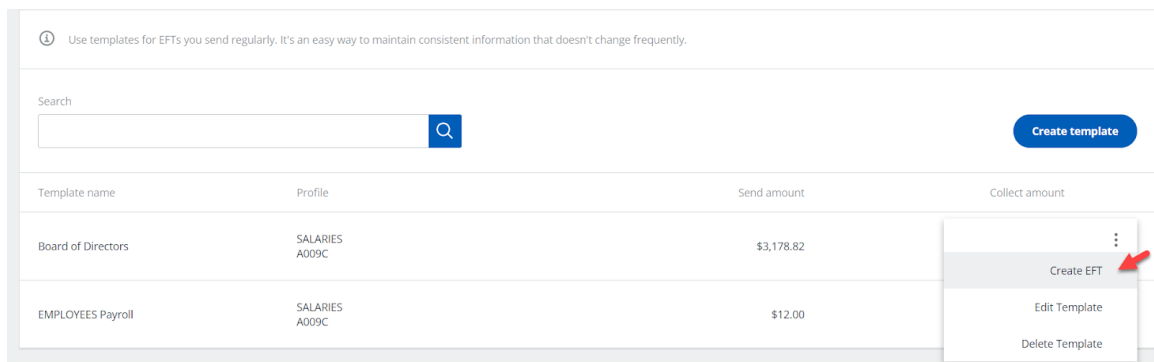 Use templates for EFTs you send regularly. It's an easy way to maintain consistent information that doesn't change frequently.
Search
Create template
Template name Profile Send amount Collect amount
Board of Directors SALARIES $3,178.82
A009C
Create EFT
EMPLOYEES Payroll SALARIES $12.00 Edit Template
A009C
Delete Template